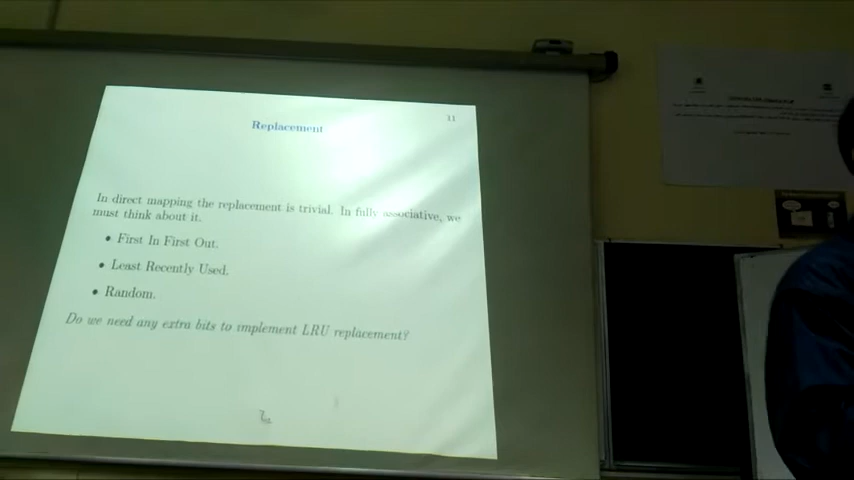 Replacement
11
In direct mapping the replacement is trivial. In fully associative, we
must think about it.
• First In First Out.
• Least Recently Used.
• Random.
Do we need any extra bits to implement LRU replacement?